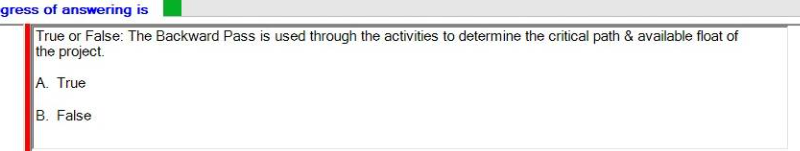 gress of answering is
True or False: The Backward Pass is used through the activities to determine the critical path & available float of
the project.
A. True
B. False